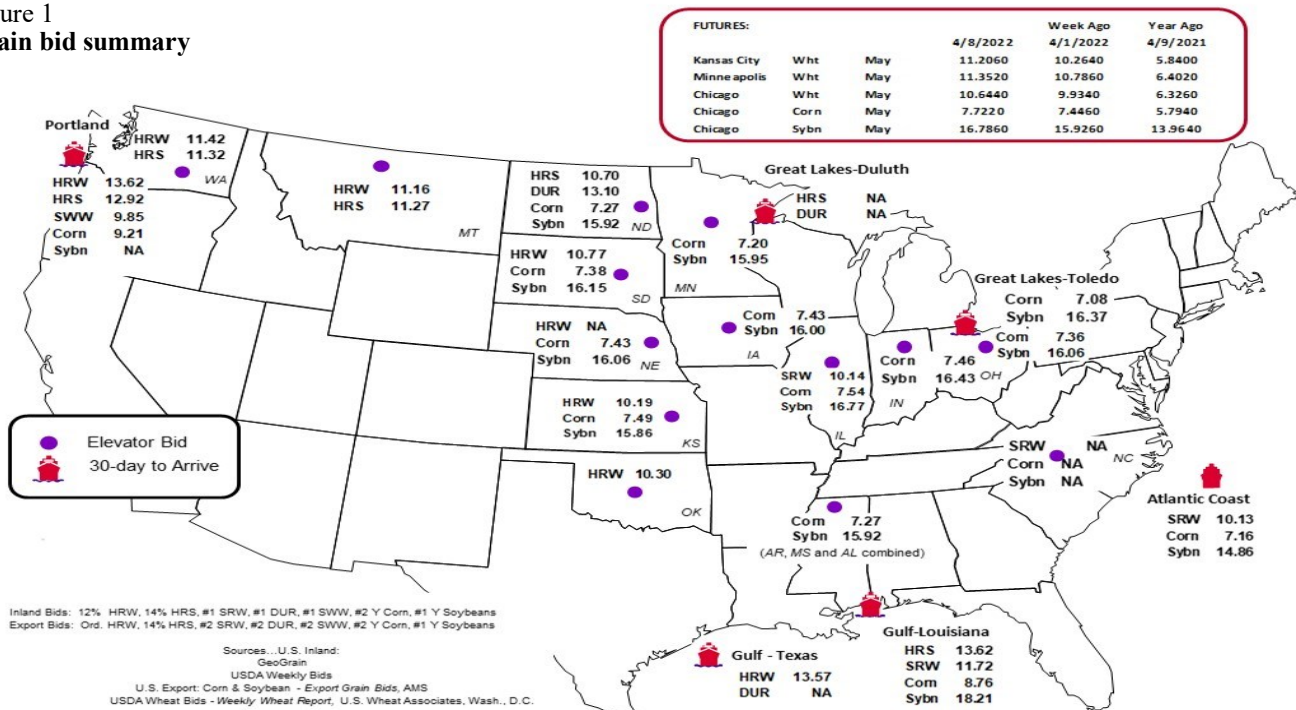 ure 1
ain bid summary
FUTURES: Week Ago Year Ago
4/8/2022 4/1/2022 4/9/2021
Kansas City Wht May 11.2060 10.2640 5.8400
Minneapolis Wht May 11.3520 10.7860 6.4020
Chicago Wht May 10.6440 9.9340 6.3260
Chicago Corn May 7.7220 7.4460 5.7940
Chicago Sybn May 16.7860 15.9260 13.9640
Portland
HRW 13.62
HRS 12.92
SWW 9.85
Corn 9.21
Sybn NA
HRW 11.42
HRS 11.32
WA
HRW 11.16
HRS 11.27
MT
HRS 10.70
DUR 13.10
Corn 7.27
Sybn 15.92
ND
HRW 10.77
Corn 7.38
Sybn 16.15
SD
HRW NA
Corn 7.43
Sybn 16.06
NE
HRW 10.19
Corn 7.49
Sybn 15.86
KS
HRW 10.30
OK
Corn 7.20
Sybn 15.95
MN
Great Lakes-Duluth
HRS NA
DUR NA
Corn 7.43
Sybn 16.00
IA
SRW 10.14
Corn 7.54
Sybn 16.77
IL
Corn 7.46
Sybn 16.43
IN
Great Lakes-Toledo
Corn 7.08
Sybn 16.37
Corn 7.36
Sybn 16.06
OH
SRW NA
Corn NA
Sybn NA
NC
Atlantic Coast
SRW 10.13
Corn 7.16
Sybn 14.86
Corn 7.27
Sybn 15.92
(AR, MS and AL combined)
Elevator Bid
30-day to Arrive
Gulf-Louisiana
HRS 13.62
SRW 11.72
Corn 8.76
Sybn 18.21
Gulf - Texas
HRW 13.57
DUR NA
Inland Bids: 12% HRW, 14% HRS, #1 SRW, #1 DUR, #1 SWW, #2 Y Corn, #1 Y Soybeans
Export Bids: Ord. HRW, 14% HRS, #2 SRW, #2 DUR, #2 SWW, #2 Y Corn, #1 Y Soybeans
Sources...U.S. Inland:
GeoGrain
USDA Weekly Bids
U.S. Export: Corn & Soybean - Export Grain Bids, AMS
USDA Wheat Bids - Weekly Wheat Report, U.S. Wheat Associates, Wash., D.C.